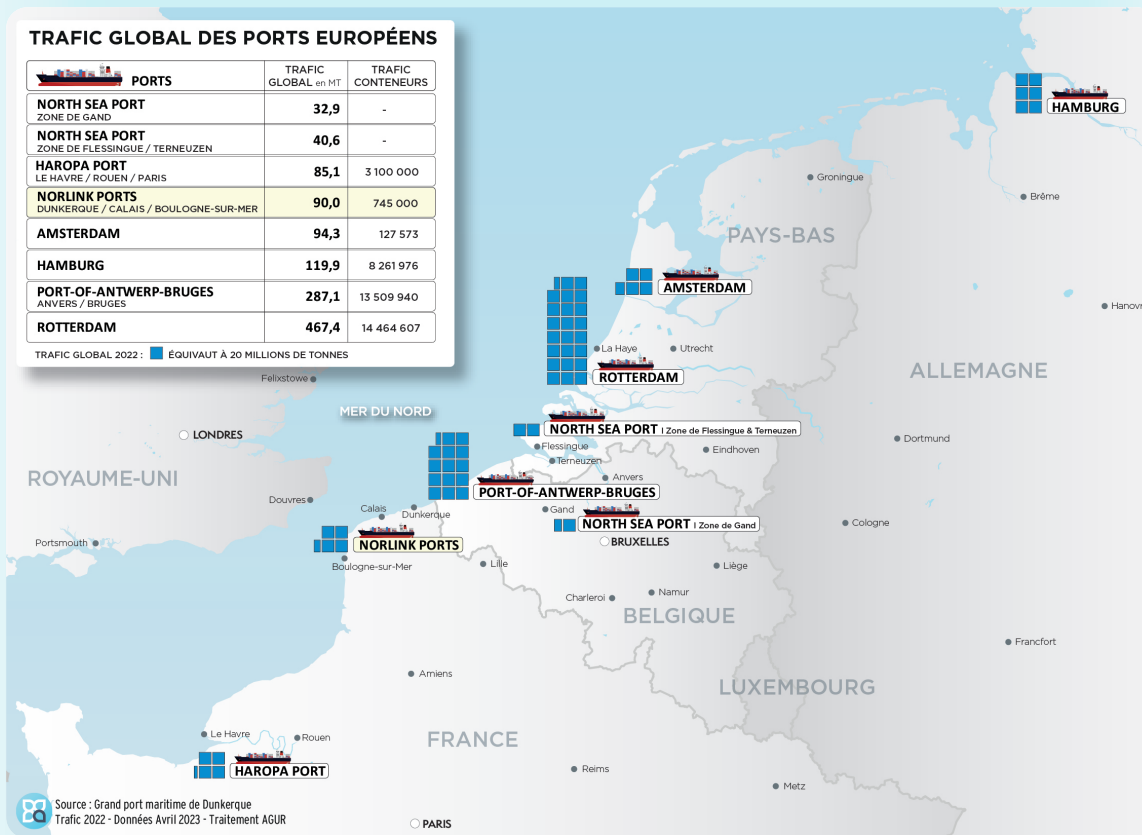 TRAFIC GLOBAL DES PORTS EUROPÉENS
PORTS
TRAFIC
GLOBAL en MT
TRAFIC
CONTENEURS
NORTH SEA PORT
ZONE DE GAND
32,9
-
NORTH SEA PORT
ZONE DE FLESSINGUE / TERNEUZEN
40,6
-
HAROPA PORT
LE HAVRE / ROUEN / PARIS
85,1
3 100 000
NORLINK PORTS
DUNKERQUE / CALAIS / BOULOGNE-SUR-MER
90,0
745 000
AMSTERDAM
94,3
127 573
HAMBURG
119,9
8 261 976
PORT-OF-ANTWERP-BRUGES
ANVERS / BRUGES
287,1
13 509 940
ROTTERDAM
467,4
14 464 607
TRAFIC GLOBAL 2022 : ÉQUIVAUT À 20 MILLIONS DE TONNES
HAMBURG
Groningue
Brême
PAYS-BAS
AMSTERDAM
Hanovr
La Haye
Utrecht
ROTTERDAM
ALLEMAGNE
Felixstowe
MER DU NORD
LONDRES
NORTH SEA PORT | Zone de Flessingue & Terneuzen
Dortmund
Flessingue
Eindhoven
Terneuzen
ROYAUME-UNI
Anvers
PORT-OF-ANTWERP-BRUGES
Douvres
Calais
Dunkerque
Gand
NORTH SEA PORT | Zone de Gand
Cologne
Portsmouth
NORLINK PORTS
BRUXELLES
Boulogne-sur-Mer
Lille
Liège
Charleroi
Namur
BELGIQUE
Francfort
Amiens
LUXEMBOURG
Le Havre
Rouen
FRANCE
HAROPA PORT
Reims
Metz
Source : Grand port maritime de Dunkerque
Trafic 2022 - Données Avril 2023 - Traitement AGUR
PARIS